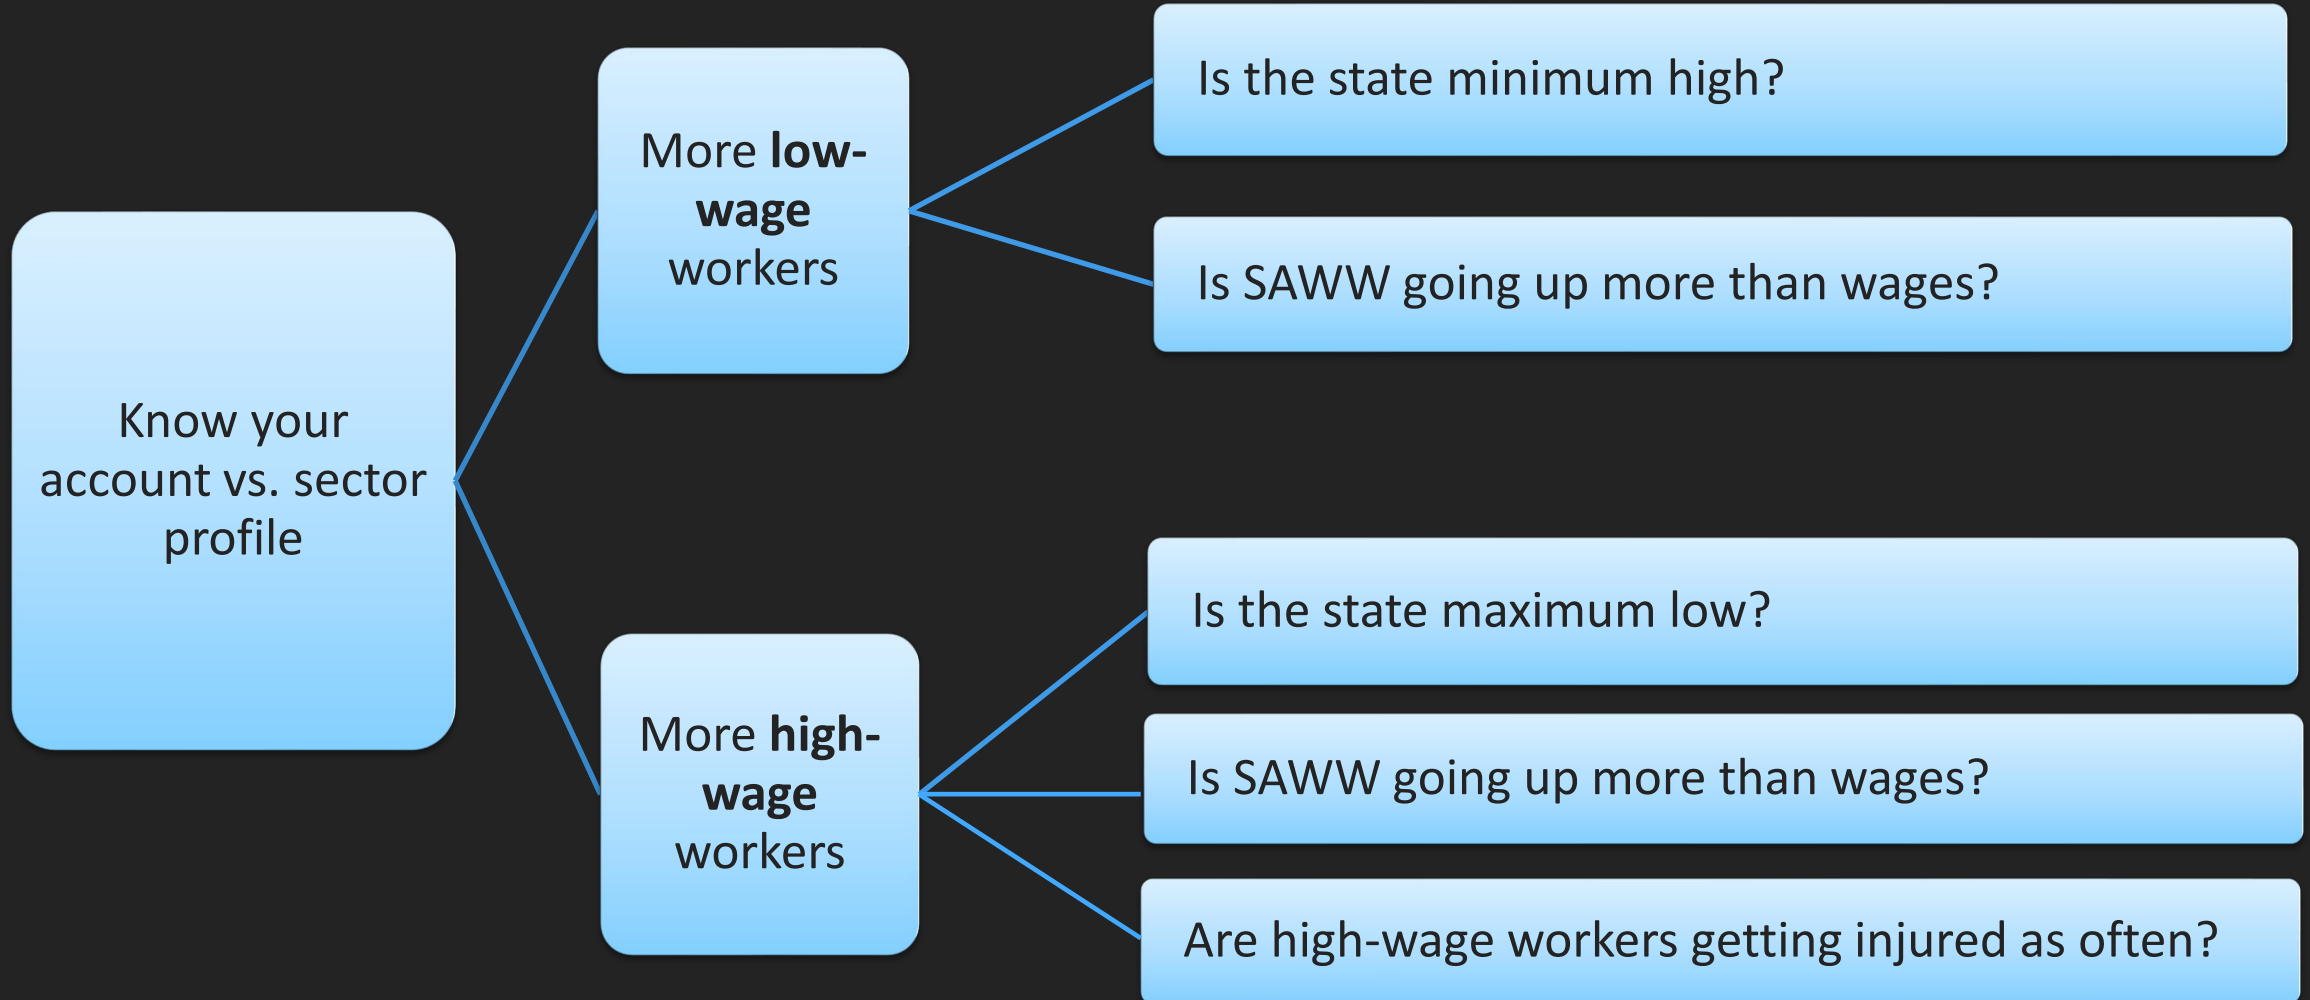 Know your
account vs. sector
profile
More low-
wage
workers
Is the state minimum high?
Is SAWW going up more than wages?
More high-
wage
workers
Is the state maximum low?
Is SAWW going up more than wages?
Are high-wage workers getting injured as often?